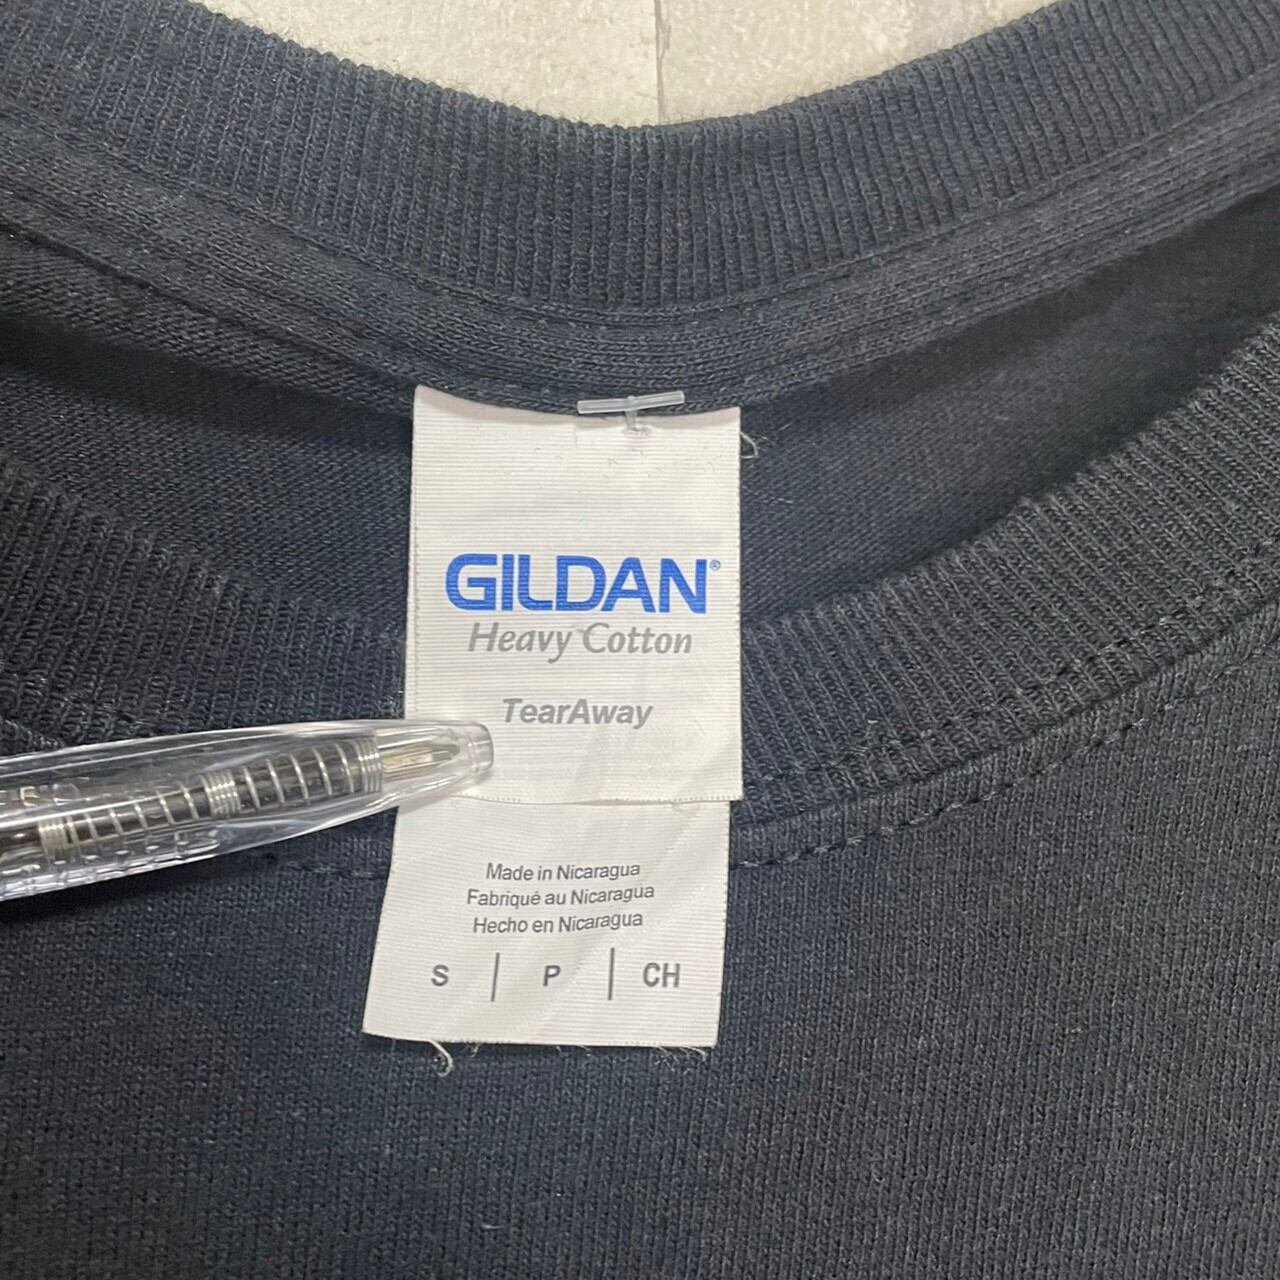 GILDAN®
Heavy Cotton
TearAway
Made in Nicaragua
Fabriqué au Nicaragua
Hecho en Nicaragua
S | P | CH